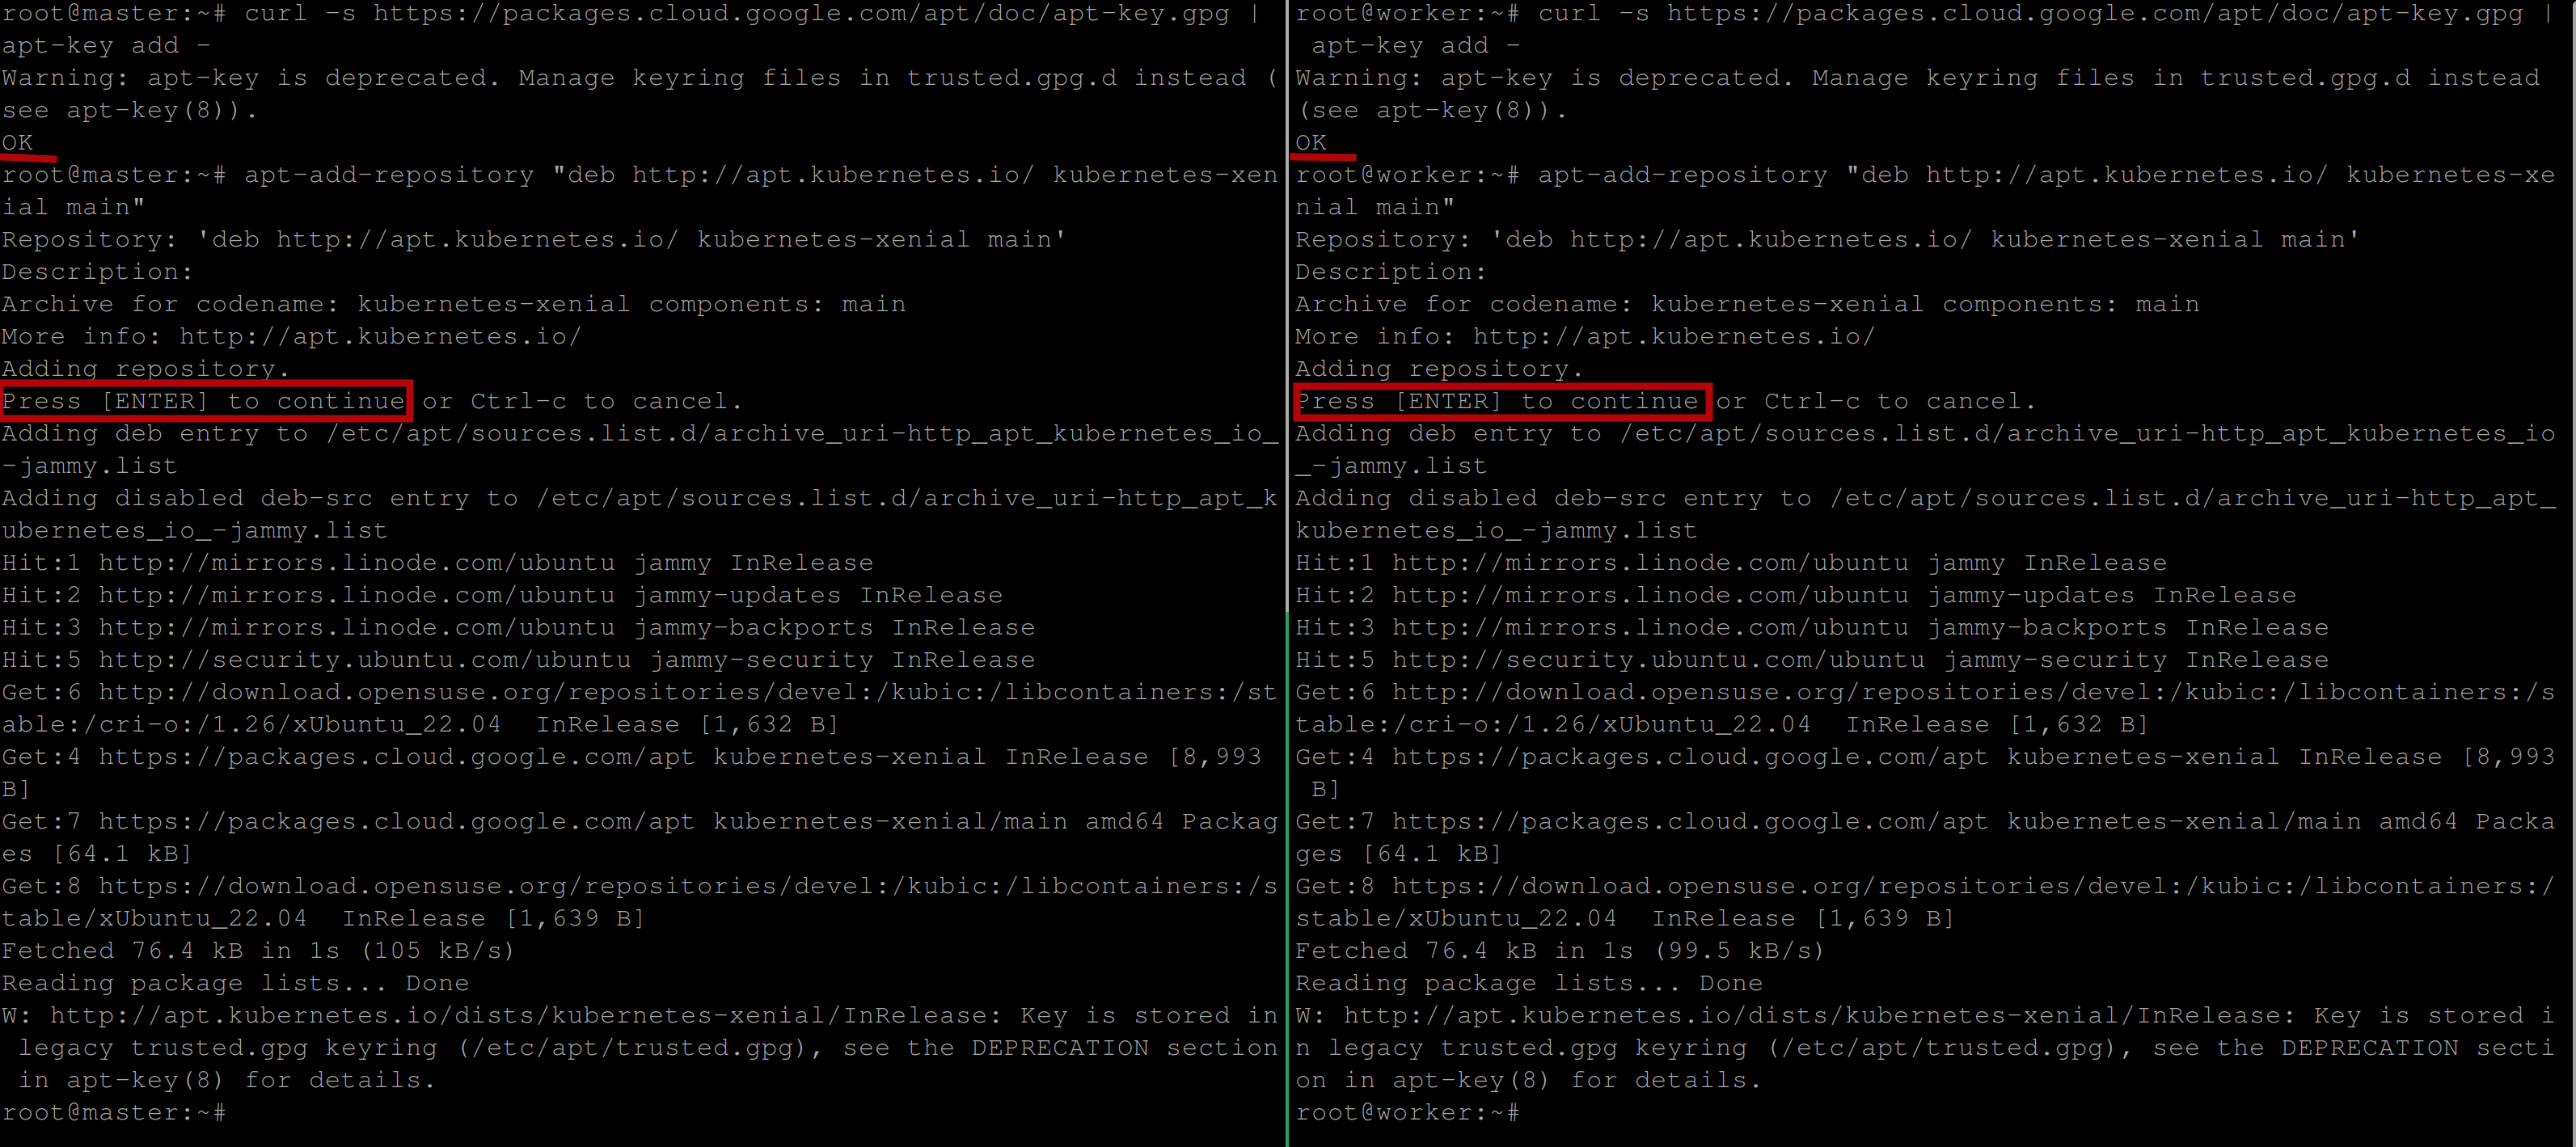 root@master:~# curl -s https://packages.cloud.google.com/apt/doc/apt-key.gpg |
apt-key add -
Warning: apt-key is deprecated. Manage keyring files in trusted.gpg.d instead (
see apt-key(8)).
OK
root@master:~# apt-add-repository "deb http://apt.kubernetes.io/ kubernetes-xen
ial main"
Repository: 'deb http://apt.kubernetes.io/ kubernetes-xenial main'
Description:
Archive for codename: kubernetes-xenial components: main
More info: http://apt.kubernetes.io/
Adding repository.
Press [ENTER] to continue or Ctrl-c to cancel.
Adding deb entry to /etc/apt/sources.list.d/archive_uri-http_apt_kubernetes_io_
-jammy.list
Adding disabled deb-src entry to /etc/apt/sources.list.d/archive_uri-http_apt_k
ubernetes_io_-jammy.list
Hit:1 http://mirrors.linode.com/ubuntu jammy InRelease
Hit:2 http://mirrors.linode.com/ubuntu jammy-updates InRelease
Hit:3 http://mirrors.linode.com/ubuntu jammy-backports InRelease
Hit:5 http://security.ubuntu.com/ubuntu jammy-security InRelease
Get:6 http://download.opensuse.org/repositories/devel:/kubic:/libcontainers:/st
able:/cri-o:/1.26/xUbuntu_22.04  InRelease [1,632 B]
Get:4 https://packages.cloud.google.com/apt kubernetes-xenial InRelease [8,993
B]
Get:7 https://packages.cloud.google.com/apt kubernetes-xenial/main amd64 Packag
es [64.1 kB]
Get:8 https://download.opensuse.org/repositories/devel:/kubic:/libcontainers:/s
table/xUbuntu_22.04  InRelease [1,639 B]
Fetched 76.4 kB in 1s (105 kB/s)
Reading package lists... Done
W: http://apt.kubernetes.io/dists/kubernetes-xenial/InRelease: Key is stored in
 legacy trusted.gpg keyring (/etc/apt/trusted.gpg), see the DEPRECATION section
 in apt-key(8) for details.
root@master:~#
root@worker:~# curl -s https://packages.cloud.google.com/apt/doc/apt-key.gpg |
 apt-key add -
Warning: apt-key is deprecated. Manage keyring files in trusted.gpg.d instead
(see apt-key(8)).
OK
root@worker:~# apt-add-repository "deb http://apt.kubernetes.io/ kubernetes-xe
nial main"
Repository: 'deb http://apt.kubernetes.io/ kubernetes-xenial main'
Description:
Archive for codename: kubernetes-xenial components: main
More info: http://apt.kubernetes.io/
Adding repository.
Press [ENTER] to continue or Ctrl-c to cancel.
Adding deb entry to /etc/apt/sources.list.d/archive_uri-http_apt_kubernetes_io
_-jammy.list
Adding disabled deb-src entry to /etc/apt/sources.list.d/archive_uri-http_apt_
kubernetes_io_-jammy.list
Hit:1 http://mirrors.linode.com/ubuntu jammy InRelease
Hit:2 http://mirrors.linode.com/ubuntu jammy-updates InRelease
Hit:3 http://mirrors.linode.com/ubuntu jammy-backports InRelease
Hit:5 http://security.ubuntu.com/ubuntu jammy-security InRelease
Get:6 http://download.opensuse.org/repositories/devel:/kubic:/libcontainers:/s
table:/cri-o:/1.26/xUbuntu_22.04  InRelease [1,632 B]
Get:4 https://packages.cloud.google.com/apt kubernetes-xenial InRelease [8,993
 B]
Get:7 https://packages.cloud.google.com/apt kubernetes-xenial/main amd64 Packa
ges [64.1 kB]
Get:8 https://download.opensuse.org/repositories/devel:/kubic:/libcontainers:/
stable/xUbuntu_22.04  InRelease [1,639 B]
Fetched 76.4 kB in 1s (99.5 kB/s)
Reading package lists... Done
W: http://apt.kubernetes.io/dists/kubernetes-xenial/InRelease: Key is stored i
n legacy trusted.gpg keyring (/etc/apt/trusted.gpg), see the DEPRECATION secti
on in apt-key(8) for details.
root@worker:~#